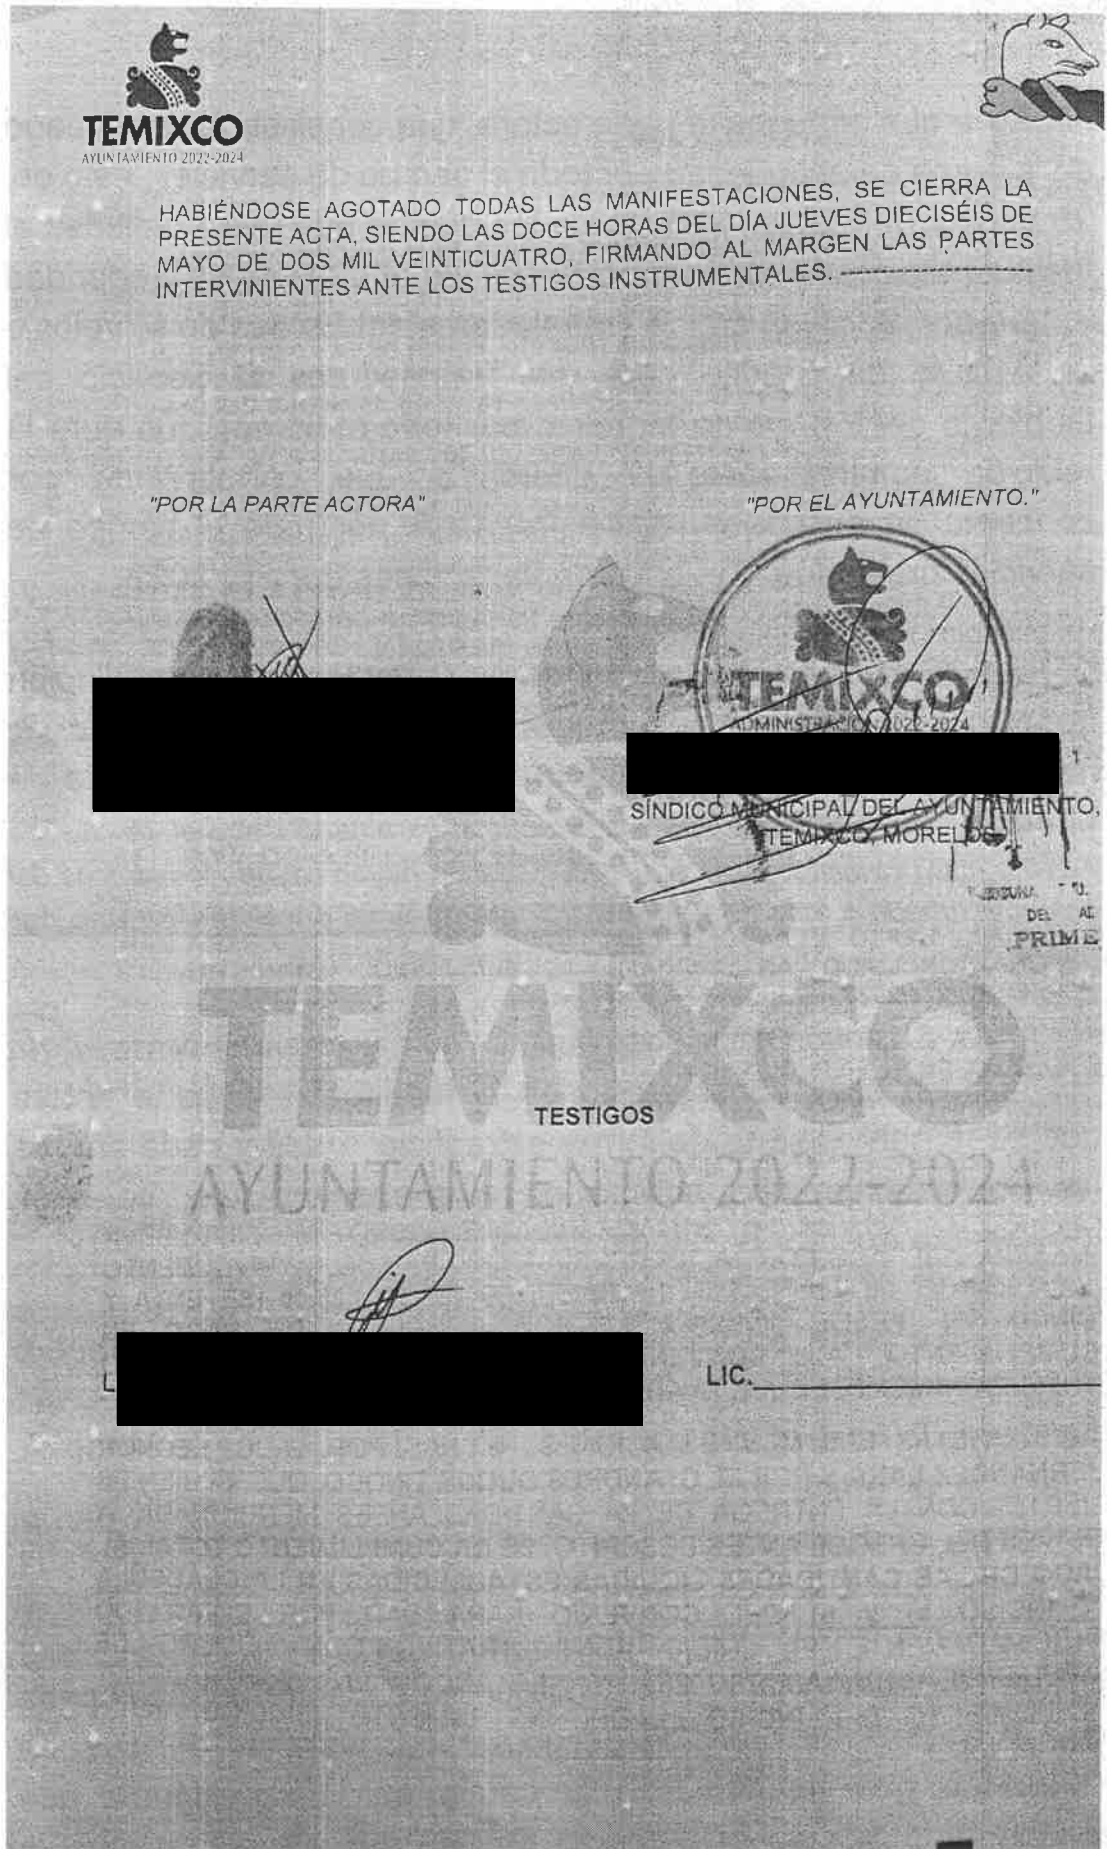 TEMIXCO
AYUNTAMIENTO 2022-2024
HABIÉNDOSE AGOTADO TODAS LAS MANIFESTACIONES, SE CIERRA LA
PRESENTE ACTA, SIENDO LAS DOCE HORAS DEL DÍA JUEVES DIECISÉIS DE
MAYO DE DOS MIL VEINTICUATRO, FIRMANDO AL MARGEN LAS PARTES
INTERVINIENTES ANTE LOS TESTIGOS INSTRUMENTALES. --------------------
"POR LA PARTE ACTORA"
"POR EL AYUNTAMIENTO."
TEMIXCO
ADMINISTRACIÓN 2022-2024
SÍNDICO MUNICIPAL DEL AYUNTAMIENTO,
TEMIXCO, MORELOS
DEL
PRIME
TEMIXCO
TESTIGOS
AYUNTAMIENTO 2022-2024
L
LIC.